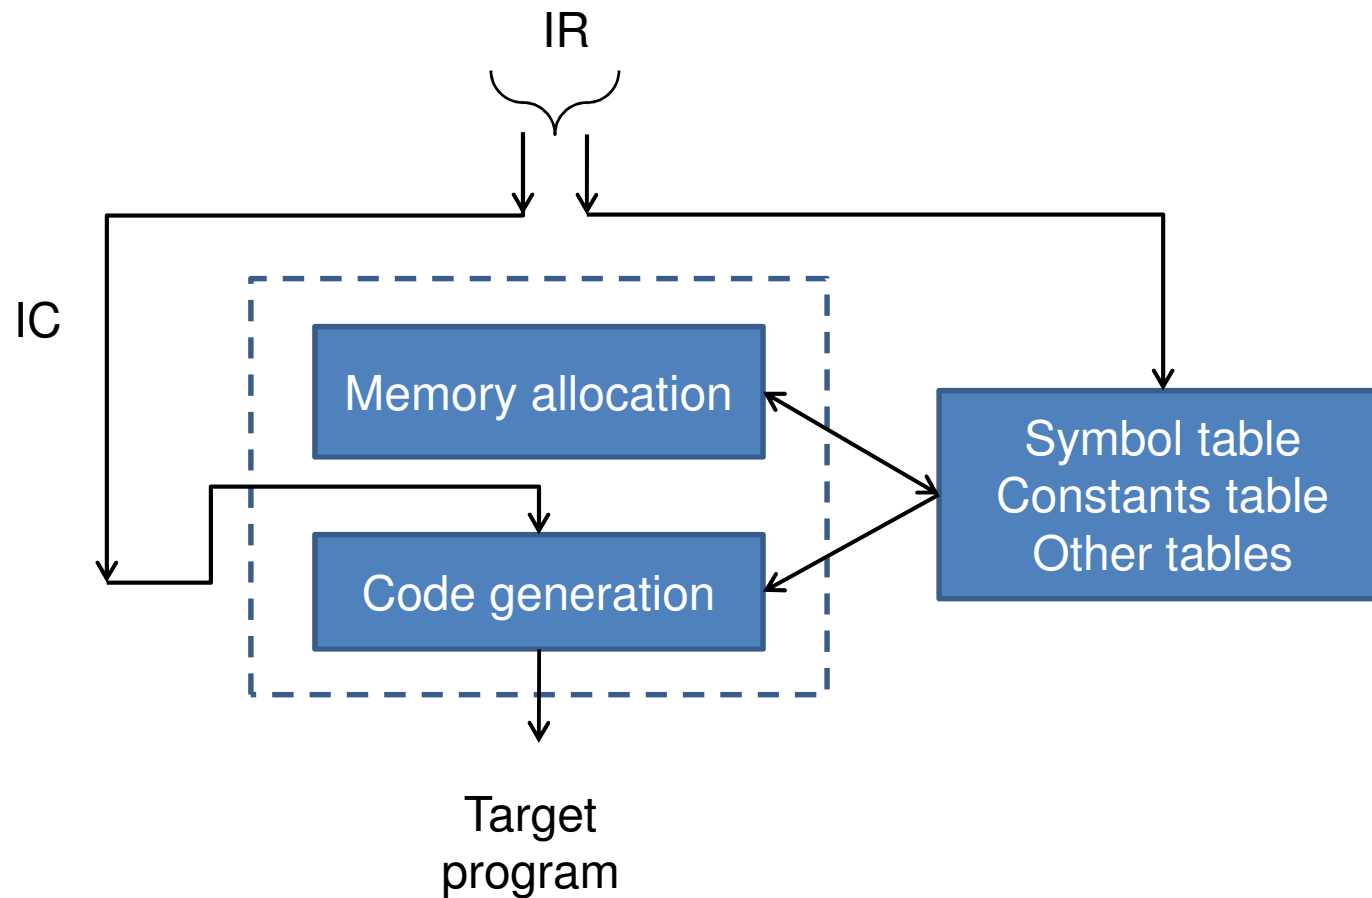 IR
IC
Memory allocation
Symbol table
Constants table
Other tables
Code generation
Target
program